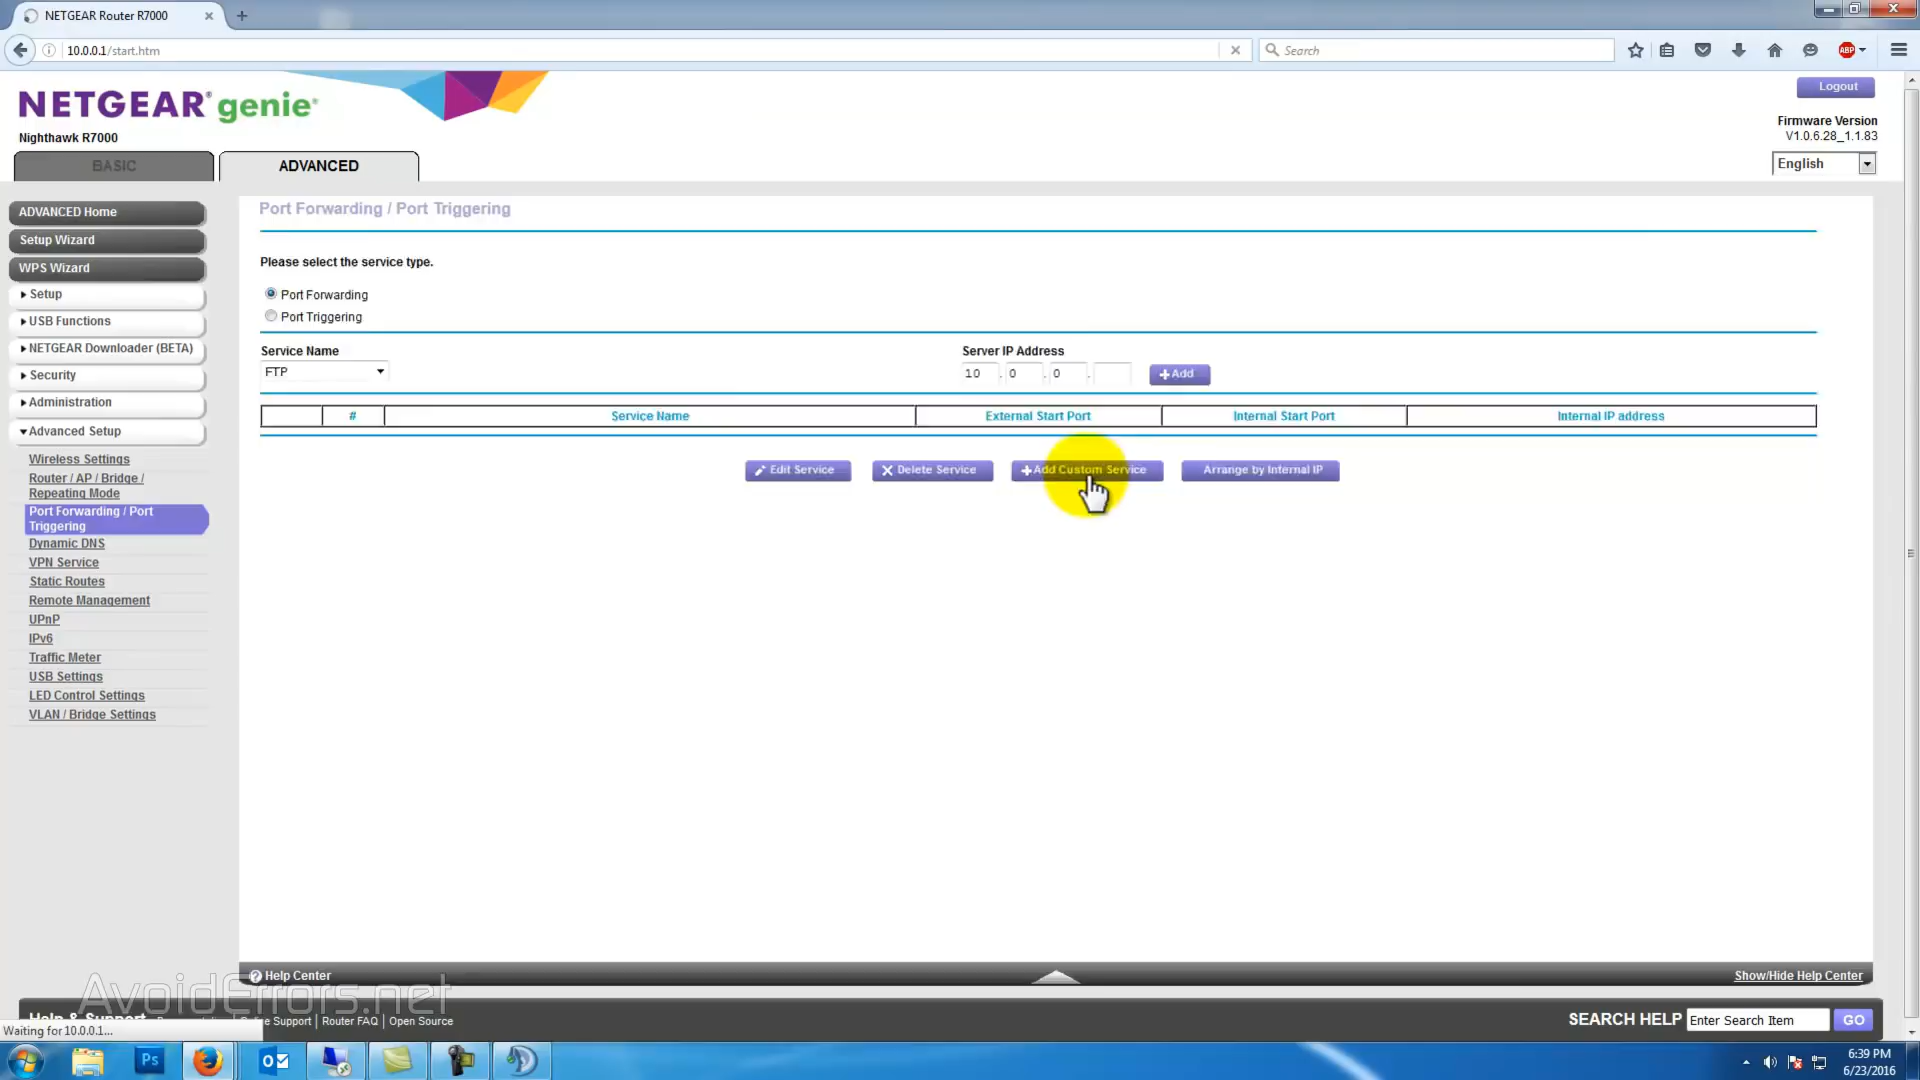 NETGEAR Router R7000
10.0.0.1/start.htm
Search
ABP
NETGEAR® genie®
Logout
Nighthawk R7000
Firmware Version
V1.0.6.28_1.1.83
BASIC
ADVANCED
English
ADVANCED Home
Setup Wizard
WPS Wizard
Setup
USB Functions
NETGEAR Downloader (BETA)
Security
Administration
Advanced Setup
Wireless Settings
Router / AP / Bridge /
Repeating Mode
Port Forwarding / Port
Triggering
Dynamic DNS
VPN Service
Static Routes
Remote Management
UPnP
IPv6
Traffic Meter
USB Settings
LED Control Settings
VLAN / Bridge Settings
Port Forwarding / Port Triggering
Please select the service type.
Port Forwarding
Port Triggering
Service Name
Server IP Address
FTP
10 . 0 . 0 .
+Add
# Service Name External Start Port Internal Start Port Internal IP address
Edit Service
Delete Service
+Add Custom Service
Arrange by Internal IP
? Help Center
Show/Hide Help Center
AvoidErrors.net
Help & Support
Support | Router FAQ | Open Source
SEARCH HELP
Enter Search Item
GO
Waiting for 10.0.0.1...
Ps
6:39 PM
6/23/2016